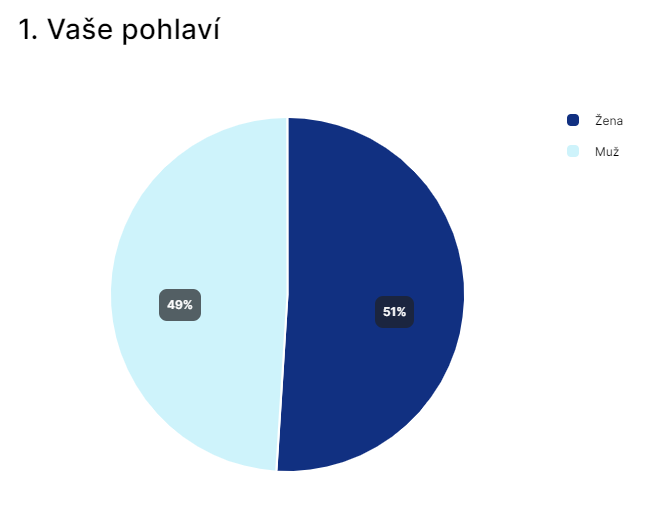 1. Vaše pohlaví
Žena
Muž
49%
51%